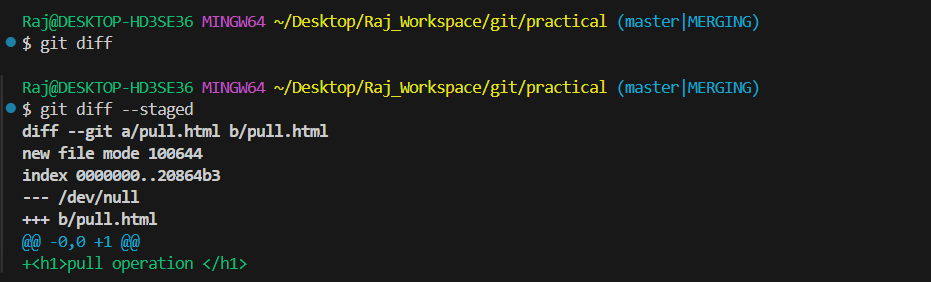 Raj@DESKTOP-HD3SE36 MINGW64 ~/Desktop/Raj_Workspace/git/practical (master|MERGING)
$ git diff
Raj@DESKTOP-HD3SE36 MINGW64 ~/Desktop/Raj_Workspace/git/practical (master|MERGING)
$ git diff --staged
diff --git a/pull.html b/pull.html
new file mode 100644
index 0000000..20864b3
--- /dev/null
+++ b/pull.html
@@ -0,0 +1 @@
+<h1>pull operation </h1>